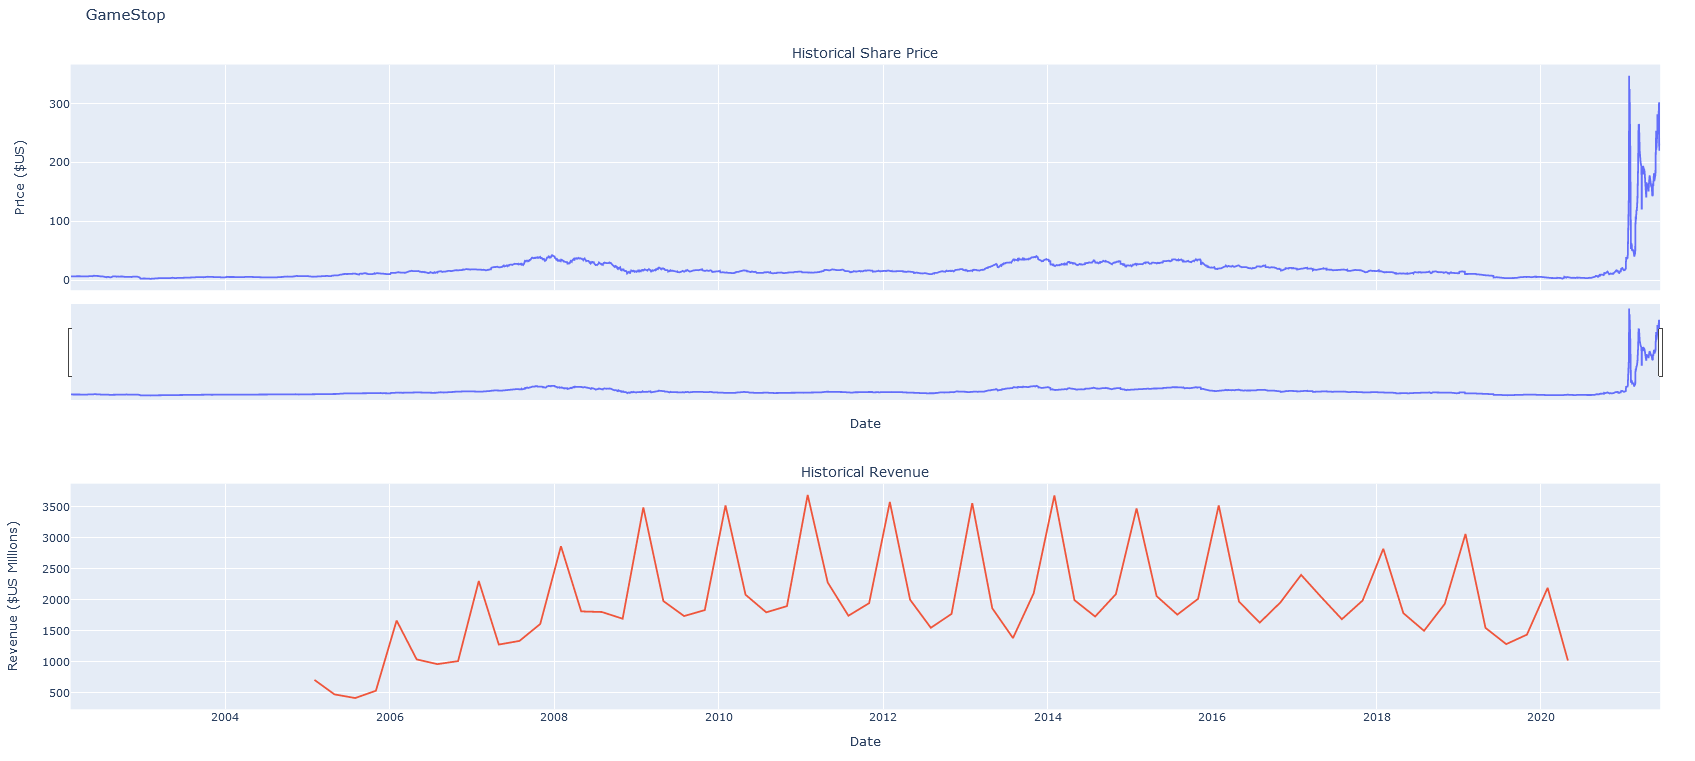 GameStop
Historical Share Price
Price ($US)
300
200
100
0
Date
Historical Revenue
Revenue ($US Millions)
3500
3000
2500
2000
1500
1000
500
2004 2006 2008 2010 2012 2014 2016 2018 2020
Date